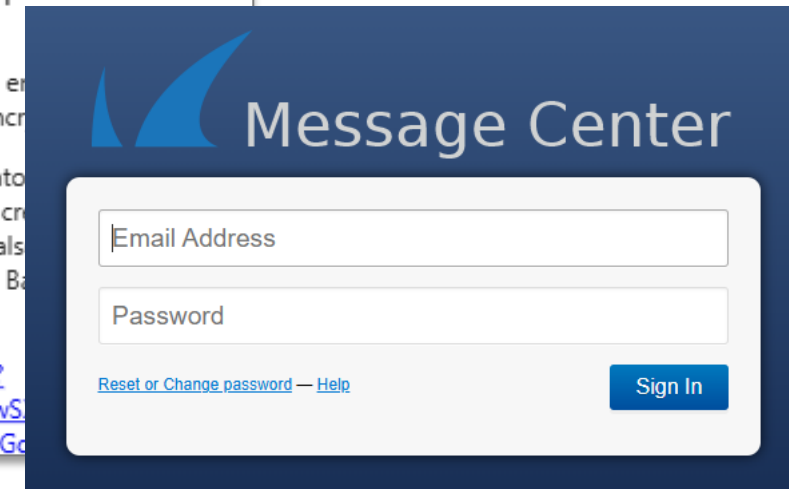 Message Center
Email Address
Password
Reset or Change password — Help
Sign In